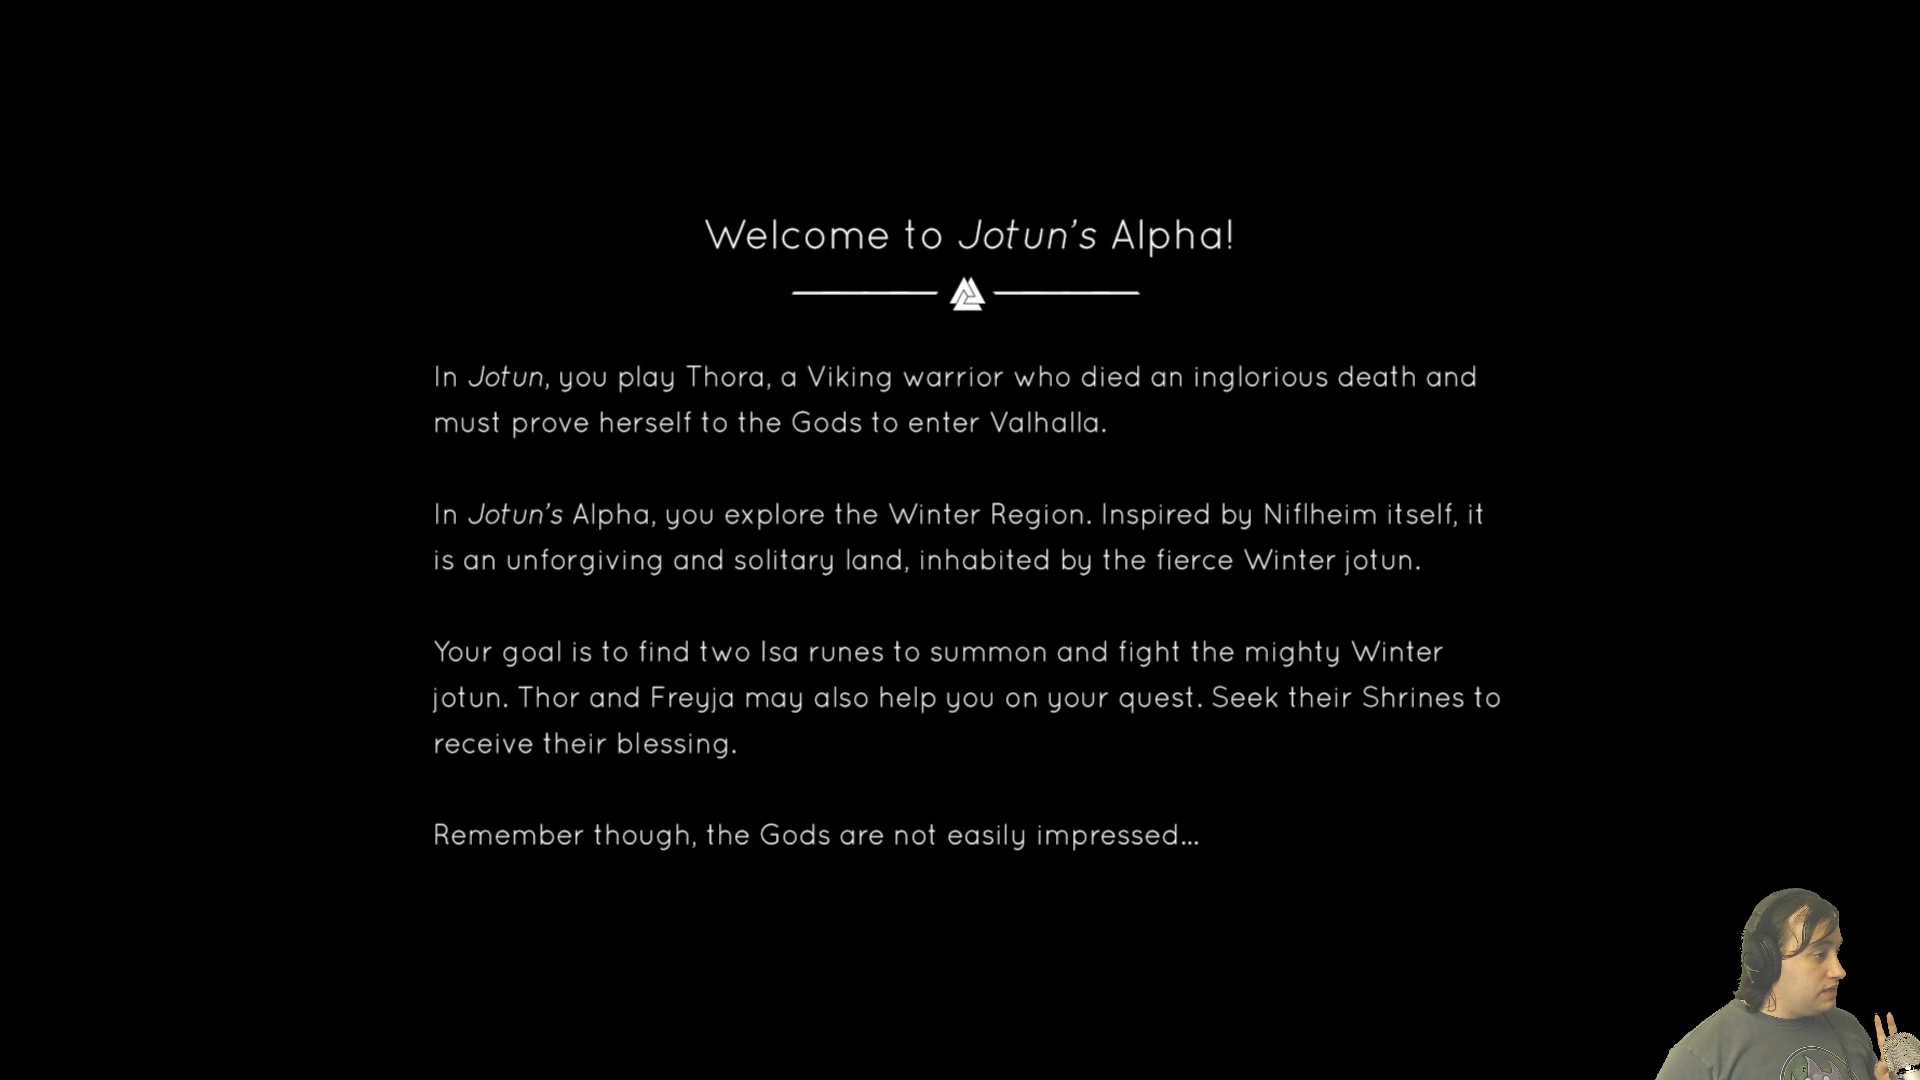 Welcome to Jotun's Alpha!
In Jotun, you play Thora, a Viking warrior who died an inglorious death and
must prove herself to the Gods to enter Valhalla.
In Jotun's Alpha, you explore the Winter Region. Inspired by Niflheim itself, it
is an unforgiving and solitary land, inhabited by the fierce Winter jotun.
Your goal is to find two Isa runes to summon and fight the mighty Winter
jotun. Thor and Freyja may also help you on your quest. Seek their Shrines to
receive their blessing.
Remember though, the Gods are not easily impressed...